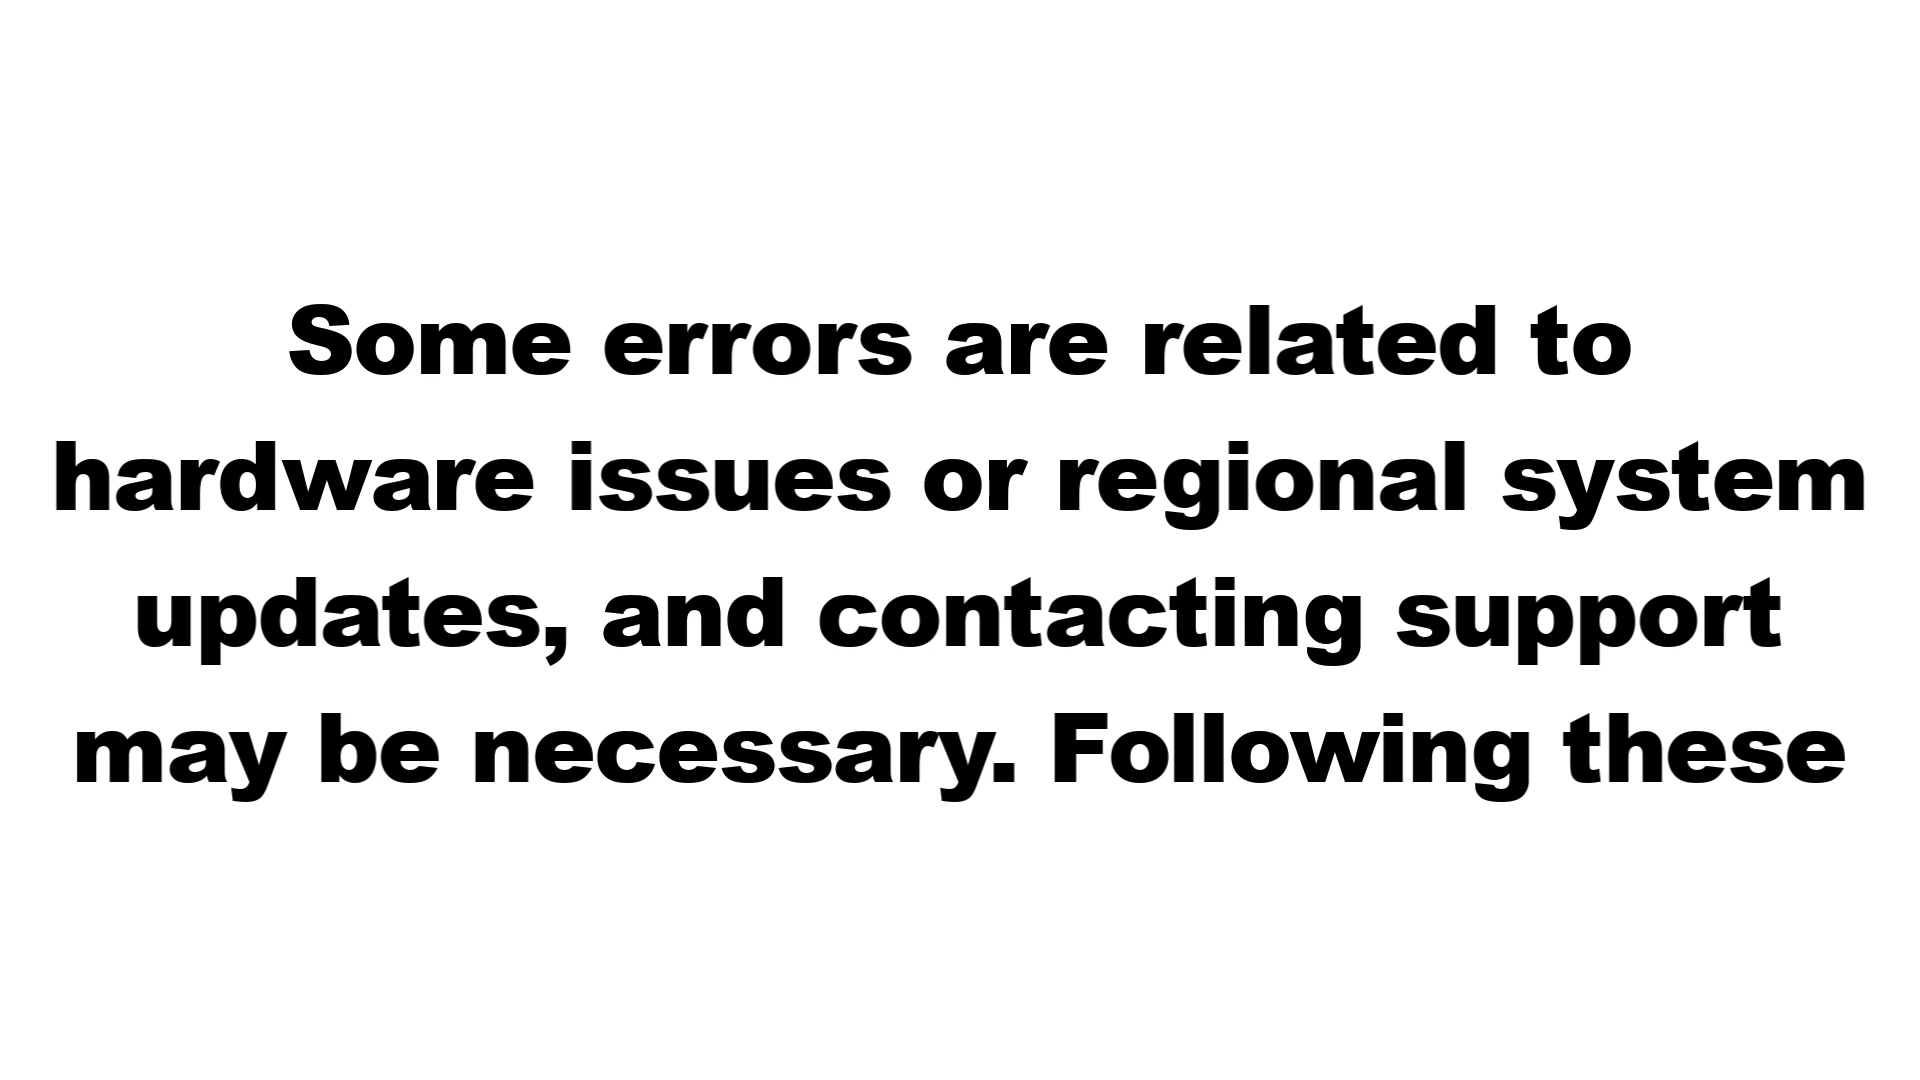 Some errors are related to
hardware issues or regional system
updates, and contacting support
may be necessary. Following these